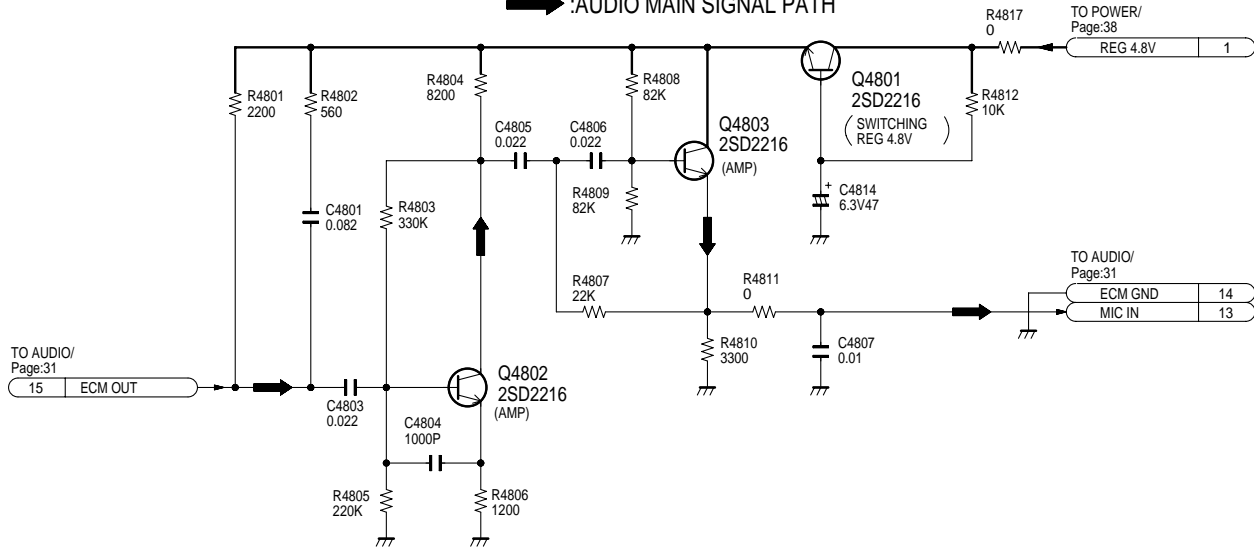 :AUDIO MAIN SIGNAL PATH
R4817
0
TO POWER/
Page:38
REG 4.8V 1
R4801
2200
R4802
560
R4804
8200
R4808
82K
Q4801
2SD2216
(SWITCHING
REG 4.8V)
R4812
10K
C4805
0.022
C4806
0.022
Q4803
2SD2216
(AMP)
R4809
82K
C4814
+
6.3V47
C4801
0.082
R4803
330K
R4807
22K
R4811
0
TO AUDIO/
Page:31
ECM GND 14
MIC IN 13
R4810
3300
C4807
0.01
TO AUDIO/
Page:31
15 ECM OUT
C4803
0.022
Q4802
2SD2216
(AMP)
C4804
1000P
R4805
220K
R4806
1200